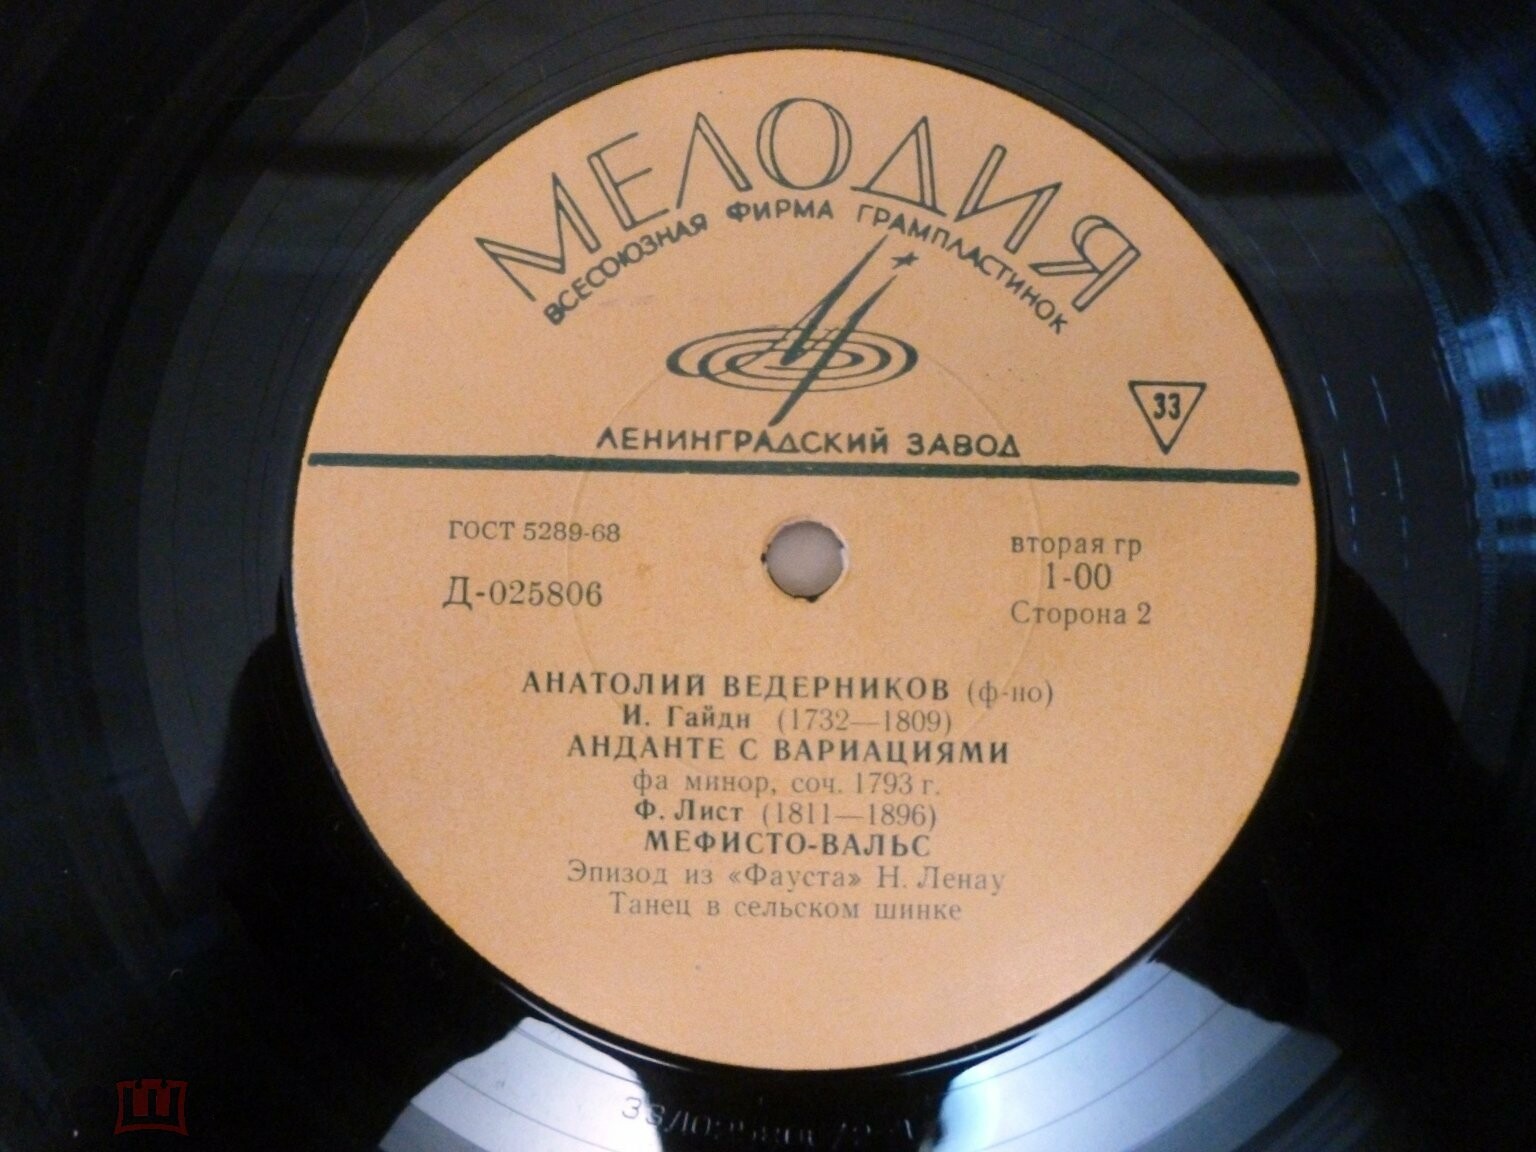 МЕЛОДИЯ
ВСЕСОЮЗНАЯ ФИРМА ГРАМПЛАСТИНОК
33
ЛЕНИНГРАДСКИЙ ЗАВОД
ГОСТ 5289-68
Д-025806
вторая гр
1-00
Сторона 2
АНАТОЛИЙ ВЕДЕРНИКОВ (ф-но)
И. Гайдн (1732—1809)
АНДАНТЕ С ВАРИАЦИЯМИ
фа минор, соч. 1793 г.
Ф. Лист (1811—1896)
МЕФИСТО-ВАЛЬС
Эпизод из «Фауста» Н. Ленау
Танец в сельском шинке